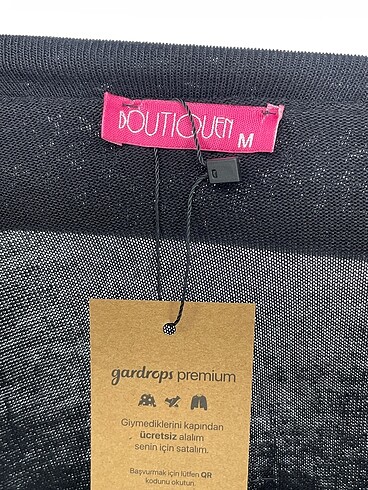 BOUTIQUEN M
gardrops premium
Giymediklerini kapından
ücretsiz alalım
senin için satalım.
Başvurmak için lütfen QR
kodunu okutun.